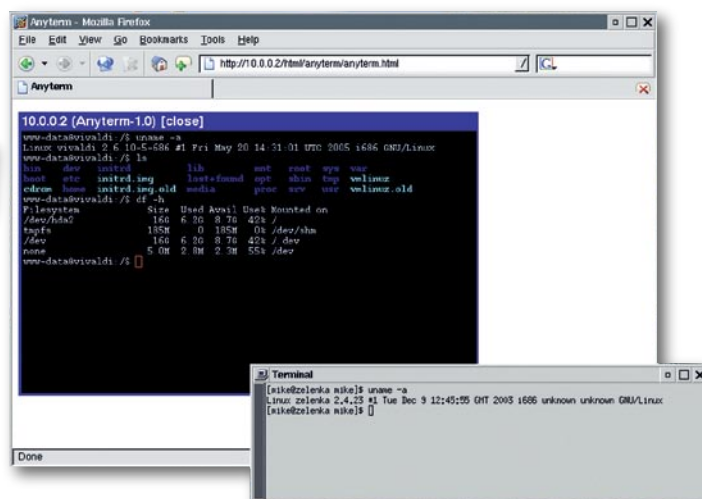 Anyterm - Mozilla Firefox
File Edit View Go Bookmarks Tools Help
http://10.0.0.2/html/anyterm/anyterm.html
G
Anyterm
10.0.0.2 (Anyterm-1.0) [close]
www-data@vivaldi:/$ uname -a
Linux vivaldi 2.6.10-5-686 #1 Fri May 20 14:31:01 UTC 2005 i686 GNU/Linux
www-data@vivaldi:/$ ls
bin dev initrd lib mnt root sys var
boot etc initrd.img lost+found opt sbin tmp vmlinuz
cdrom home initrd.img.old media proc srv usr vmlinuz.old
www-data@vivaldi:/$ df -h
Filesystem Size Used Avail Use% Mounted on
/dev/hda2 16G 6.2G 8.7G 42% /
tmpfs 185M 0 185M 0% /dev/shm
/dev 16G 6.2G 8.7G 42% /.dev
none 5.0M 2.8M 2.3M 55% /dev
www-data@vivaldi:/$
Terminal
[mike@zelenka mike]$ uname -a
Linux zelenka 2.4.23 #1 Tue Dec 9 12:45:55 GMT 2003 i686 unknown unknown GNU/Linux
[mike@zelenka mike]$
Done